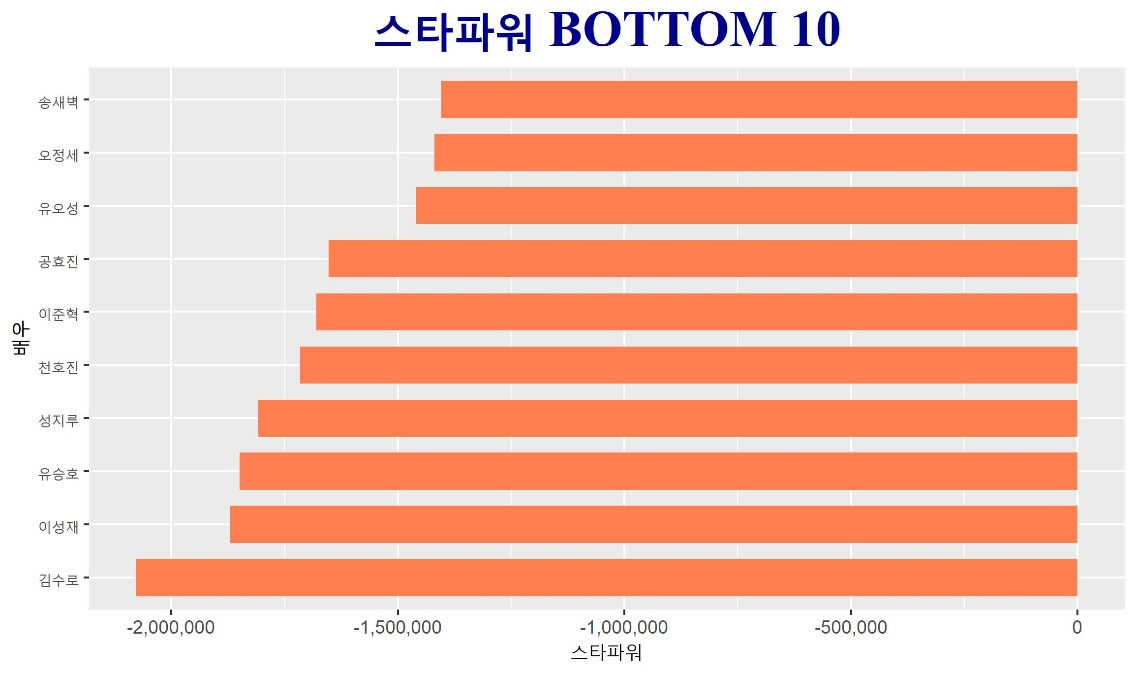 스타파워 BOTTOM 10
송새벽
오정세
유오성
공효진
이준혁
천호진
성지루
유승호
이성재
김수로
배우
-2,000,000 -1,500,000 -1,000,000 -500,000 0
스타파워